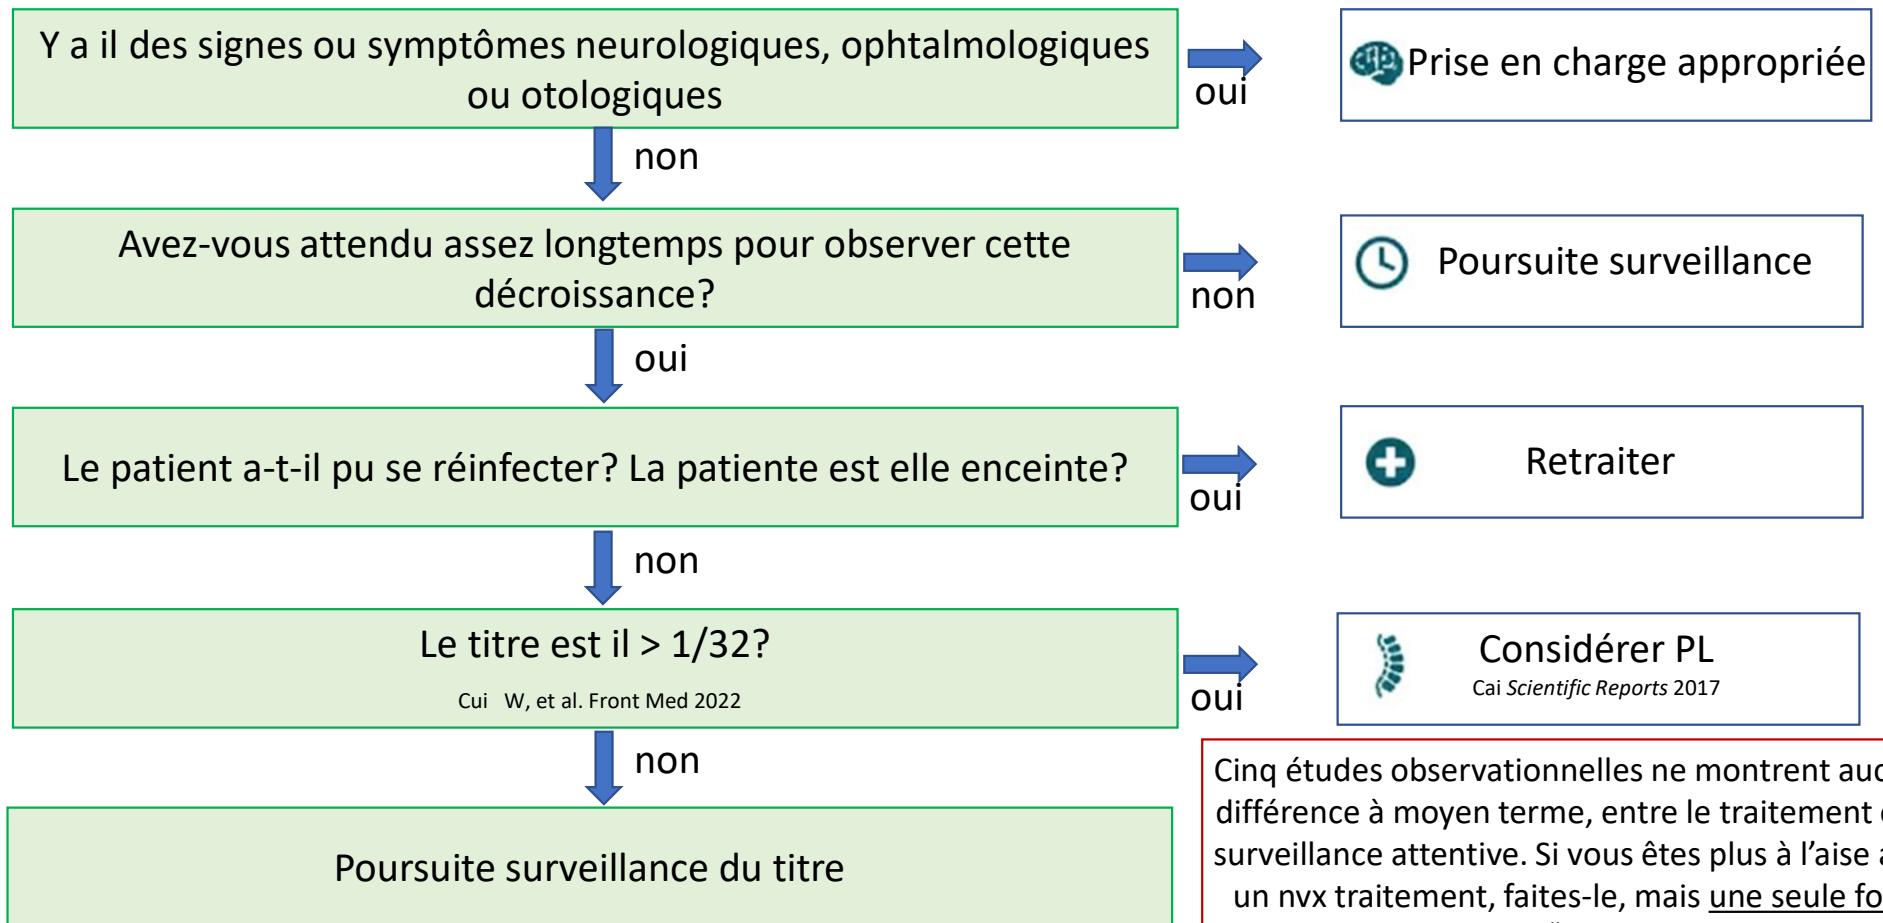 Y a il des signes ou symptômes neurologiques, ophtalmologiques
ou otologiques
oui
Prise en charge appropriée
non
Avez-vous attendu assez longtemps pour observer cette
décroissance?
non
Poursuite surveillance
oui
Le patient a-t-il pu se réinfecter? La patiente est elle enceinte?
oui
Retraiter
non
Le titre est il > 1/32?
Cui W, et al. Front Med 2022
oui
Considérer PL
Cai Scientific Reports 2017
non
Poursuite surveillance du titre
Cinq études observationnelles ne montrent
différence à moyen terme, entre le traitement
surveillance attentive. Si vous êtes plus à l’aise
un nvx traitement, faites-le, mais une seule